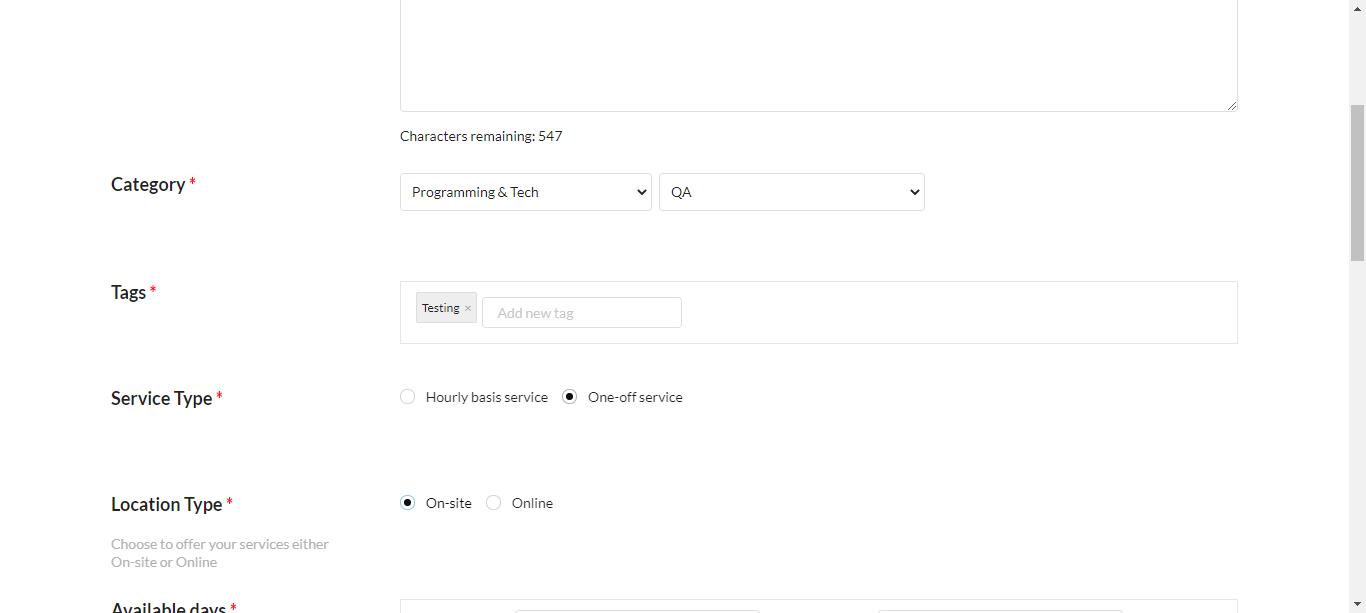 Characters remaining: 547
Category *
Programming & Tech
QA
Tags *
Testing ×
Add new tag
Service Type *
Hourly basis service
One-off service
Location Type *
On-site
Online
Choose to offer your services either
On-site or Online
Available days *